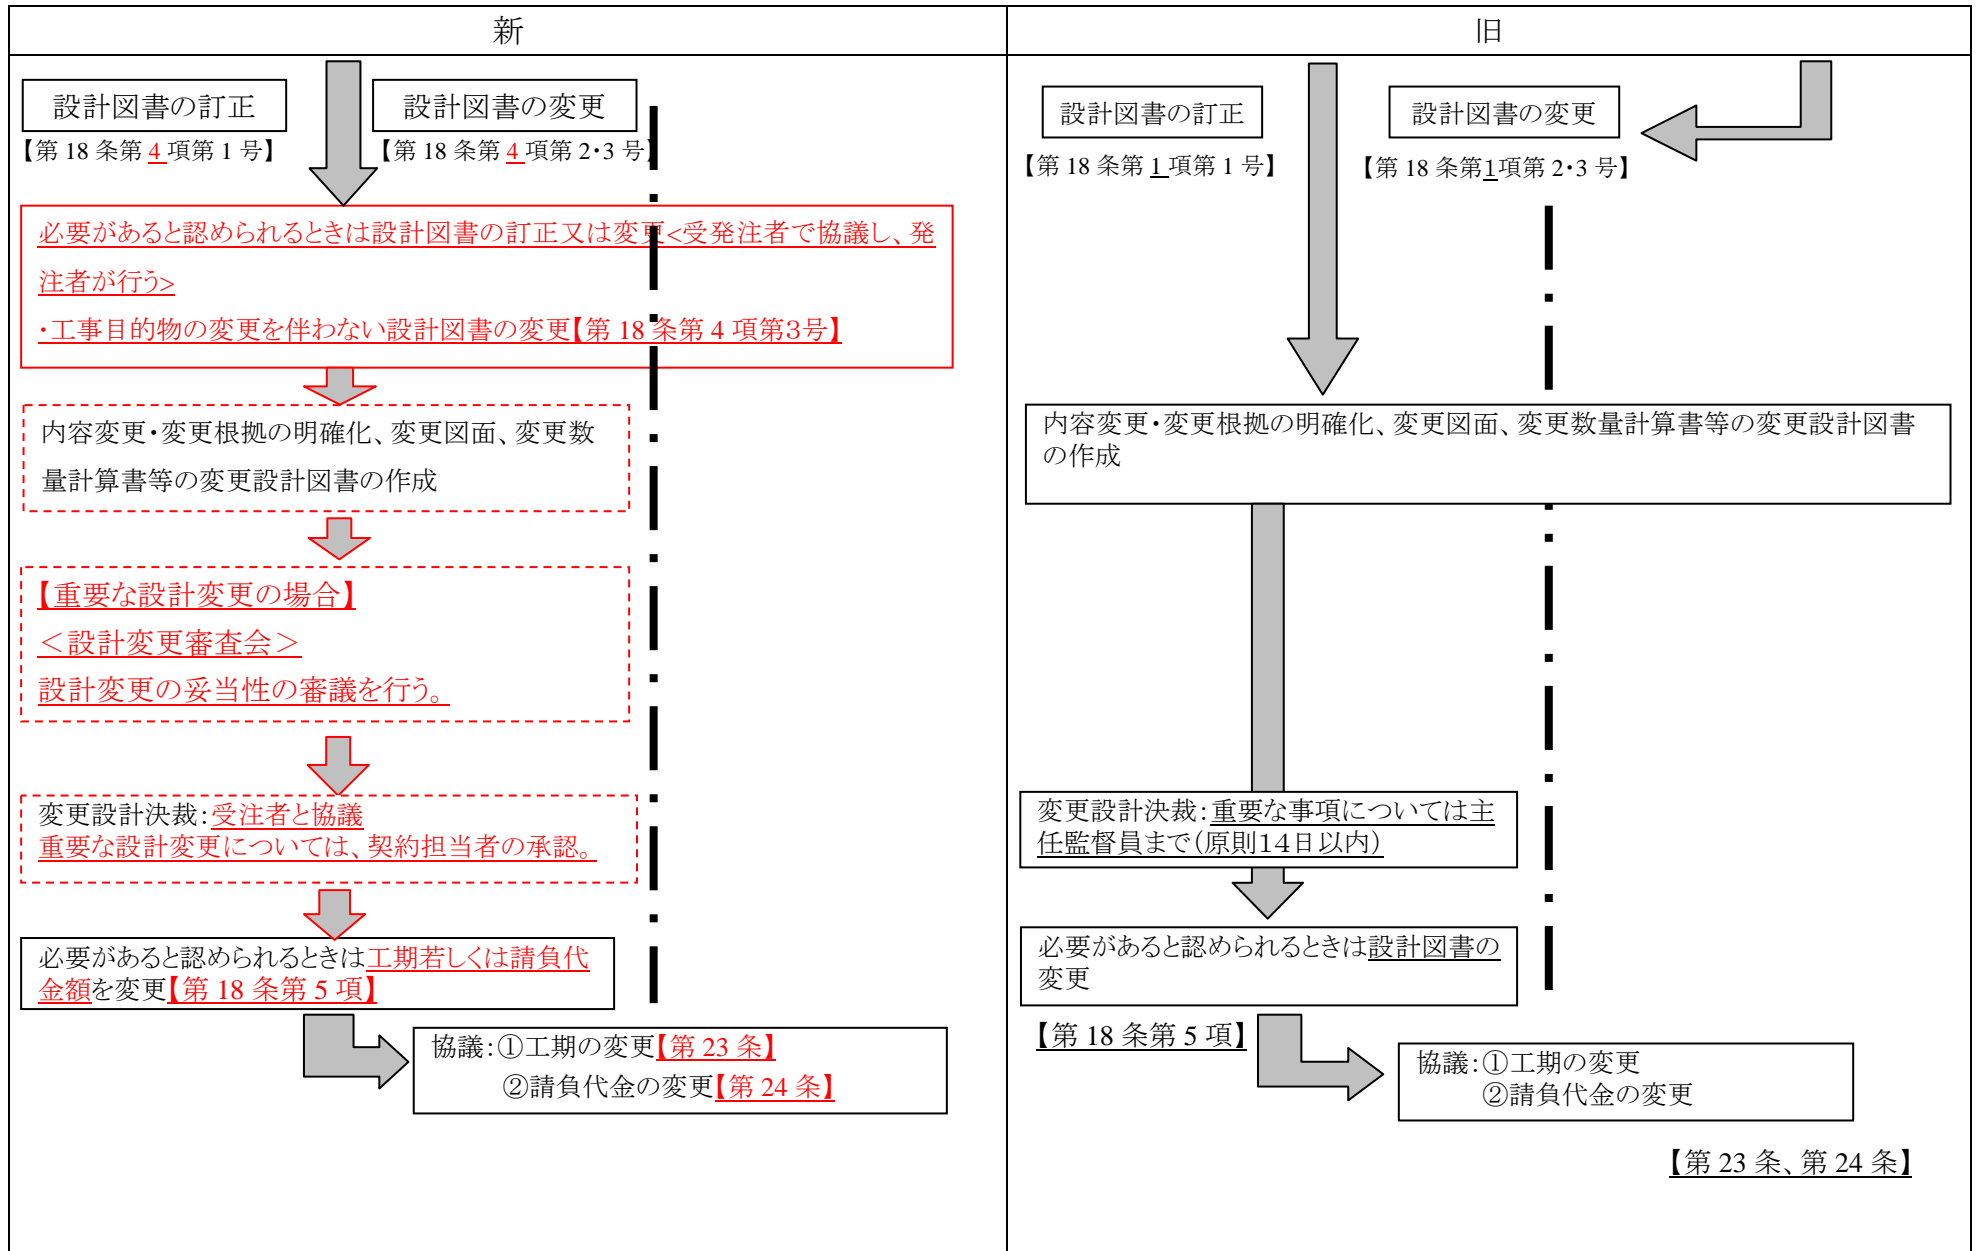 新
設計図書の訂正
設計図書の変更
【第 18 条第 4 項第 1 号】
【第 18 条第 4 項第 2・3 号】
必要があると認められるときは設計図書の訂正又は変更<受発注者で協議し、発
注者が行う>
・工事目的物の変更を伴わない設計図書の変更【第 18 条第 4 項第3号】
内容変更・変更根拠の明確化、変更図面、変更数
量計算書等の変更設計図書の作成
【重要な設計変更の場合】
＜設計変更審査会＞
設計変更の妥当性の審議を行う。
変更設計決裁：受注者と協議
重要な設計変更については、契約担当者の承認。
必要があると認められるときは工期若しくは請負代
金額を変更【第 18 条第 5 項】
協議：①工期の変更【第 23 条】
②請負代金の変更【第 24 条】
旧
設計図書の訂正
設計図書の変更
【第 18 条第 1 項第 1 号】
【第 18 条第1項第 2・3 号】
内容変更・変更根拠の明確化、変更図面、変更数量計算書等の変更設計図書
の作成
変更設計決裁：重要な事項については主
任監督員まで（原則14日以内）
必要があると認められるときは設計図書の
変更
【第 18 条第 5 項】
協議：①工期の変更
②請負代金の変更
【第 23 条、第 24 条】